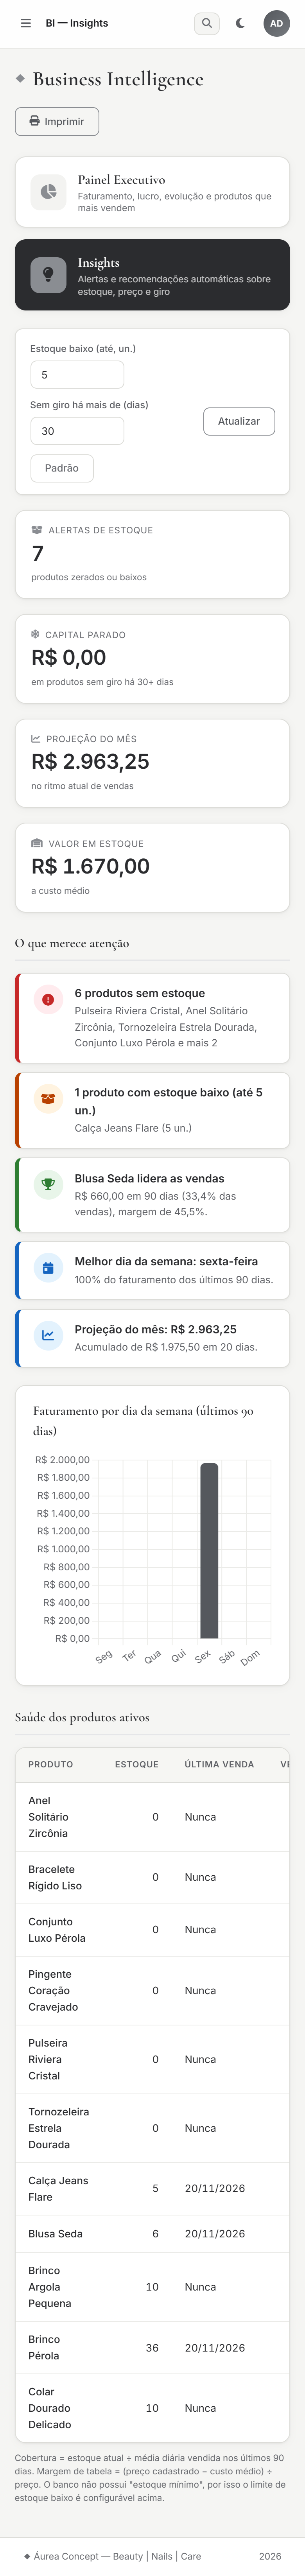 BI — Insights
AD
Business Intelligence
Imprimir
Painel Executivo
Faturamento, lucro, evolução e produtos que
mais vendem
Insights
Alertas e recomendações automáticas sobre
estoque, preço e giro
Estoque baixo (até, un.)
5
Sem giro há mais de (dias)
30
Atualizar
Padrão
ALERTAS DE ESTOQUE
7
produtos zerados ou baixos
CAPITAL PARADO
R$ 0,00
em produtos sem giro há 30+ dias
PROJEÇÃO DO MÊS
R$ 2.963,25
no ritmo atual de vendas
VALOR EM ESTOQUE
R$ 1.670,00
a custo médio
O que merece atenção
6 produtos sem estoque
Pulseira Riviera Cristal, Anel Solitário
Zircônia, Tornozeleira Estrela Dourada,
Conjunto Luxo Pérola e mais 2
1 produto com estoque baixo (até 5
un.)
Calça Jeans Flare (5 un.)
Blusa Seda lidera as vendas
R$ 660,00 em 90 dias (33,4% das
vendas), margem de 45,5%.
Melhor dia da semana: sexta-feira
100% do faturamento dos últimos 90 dias.
Projeção do mês: R$ 2.963,25
Acumulado de R$ 1.975,50 em 20 dias.
Faturamento por dia da semana (últimos 90
dias)
R$ 2.000,00
R$ 1.800,00
R$ 1.600,00
R$ 1.400,00
R$ 1.200,00
R$ 1.000,00
R$ 800,00
R$ 600,00
R$ 400,00
R$ 200,00
R$ 0,00
Seg Ter Qua Qui Sex Sáb Dom
Saúde dos produtos ativos
PRODUTO ESTOQUE ÚLTIMA VENDA VE
Anel
Solitário
Zircônia
0 Nunca
Bracelete
Rígido Liso
0 Nunca
Conjunto
Luxo Pérola
0 Nunca
Pingente
Coração
Cravejado
0 Nunca
Pulseira
Riviera
Cristal
0 Nunca
Tornozeleira
Estrela
Dourada
0 Nunca
Calça Jeans
Flare
5 20/11/2026
Blusa Seda 6 20/11/2026
Brinco
Argola
Pequena
10 Nunca
Brinco
Pérola
36 20/11/2026
Colar
Dourado
Delicado
10 Nunca
Cobertura = estoque atual ÷ média diária vendida nos últimos 90
dias. Margem de tabela = (preço cadastrado − custo médio) ÷
preço. O banco não possui "estoque mínimo", por isso o limite de
estoque baixo é configurável acima.
◆ Áurea Concept — Beauty | Nails | Care 2026